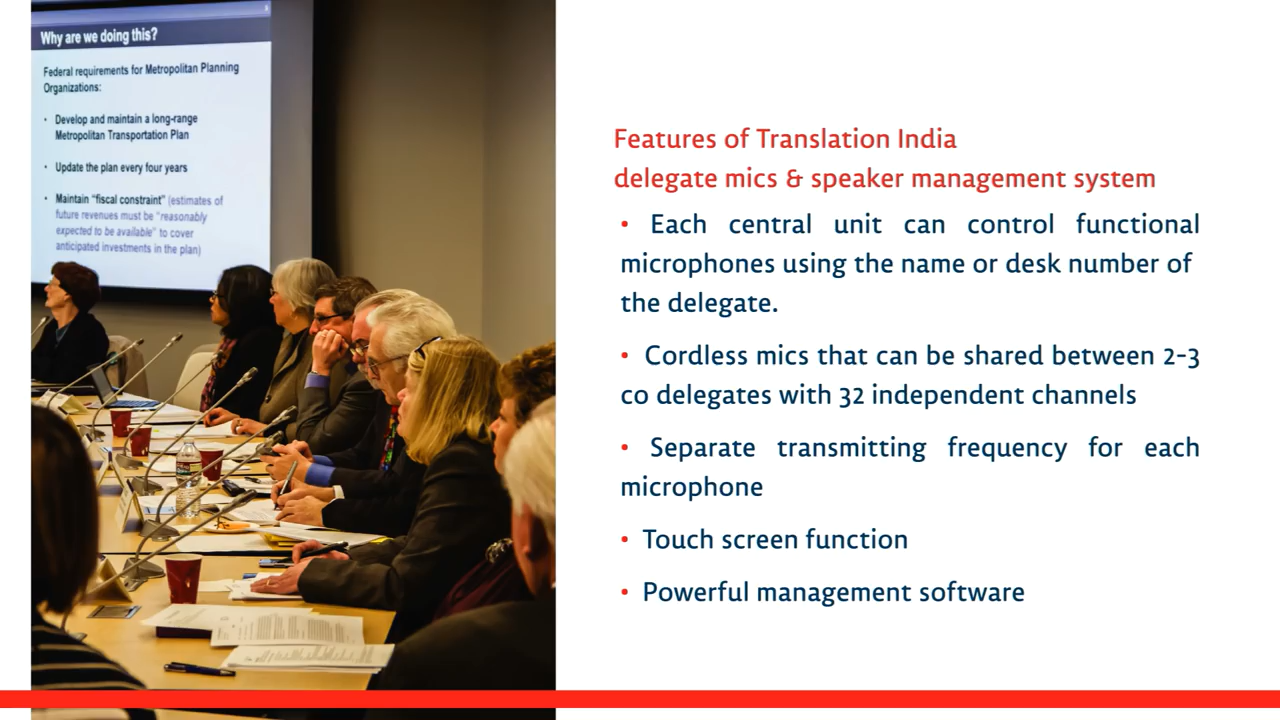 Why are we doing this?
Federal requirements for Metropolitan Planning
Organizations:
• Develop and maintain a long-range
Metropolitan Transportation Plan
• Update the plan every four years
• Maintain “fiscal constraint” (estimates of
future revenues must be “reasonably
expected to be available” to cover
anticipated investments in the plan)
Features of Translation India
delegate mics & speaker management system
• Each central unit can control functional
microphones using the name or desk number of
the delegate.
• Cordless mics that can be shared between 2-3
co delegates with 32 independent channels
• Separate transmitting frequency for each
microphone
• Touch screen function
• Powerful management software